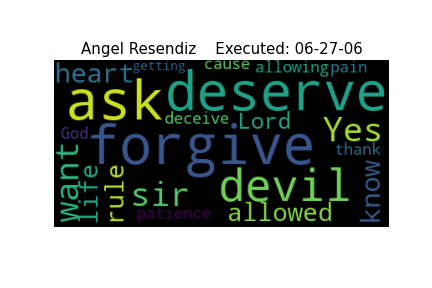 Angel Resendiz    Executed: 06-27-06
getting cause
heart allowing pain
ask deserve
deceive Lord
God forgive Yes
Want thank
life rule sir devil know
patience allowed